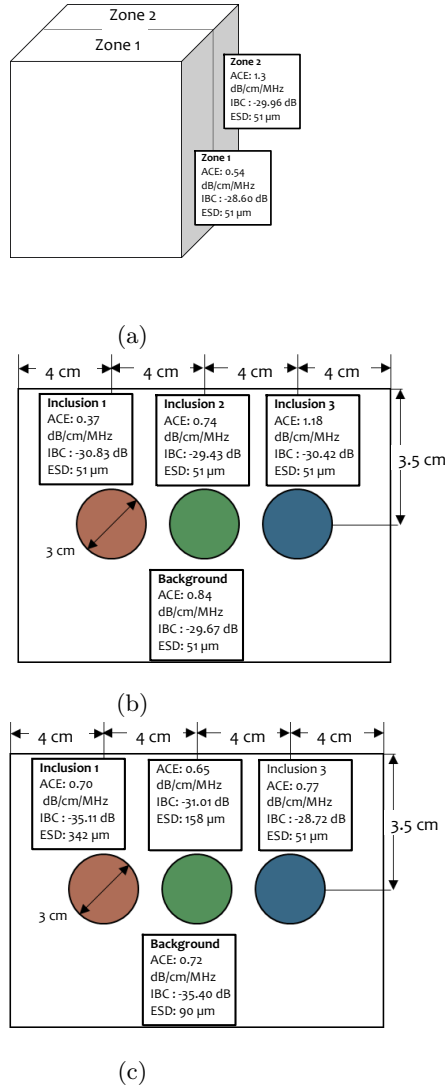 Zone 2
Zone 1
Zone 2
ACE: 1.3
dB/cm/MHz
IBC : -29.96 dB
ESD: 51 µm
Zone 1
ACE: 0.54
dB/cm/MHz
IBC: -28.60 dB
ESD: 51 µm
(a)
4 cm 4 cm 4 cm 4 cm
Inclusion 1
ACE: 0.37
dB/cm/MHz
IBC : -30.83 dB
ESD: 51 µm
Inclusion 2
ACE: 0.74
dB/cm/MHz
IBC : -29.43 dB
ESD: 51 µm
Inclusion 3
ACE: 1.18
dB/cm/MHz
IBC : -30.42 dB
ESD: 51 µm
3.5 cm
3 cm
Background
ACE: 0.84
dB/cm/MHz
IBC : -29.67 dB
ESD: 51 µm
(b)
4 cm 4 cm 4 cm 4 cm
Inclusion 1
ACE: 0.70
dB/cm/MHz
IBC : -35.11 dB
ESD: 342 µm
ACE: 0.65
dB/cm/MHz
IBC : -31.01 dB
ESD: 158 µm
Inclusion 3
ACE: 0.77
dB/cm/MHz
IBC : -28.72 dB
ESD: 51 µm
3.5 cm
3 cm
Background
ACE: 0.72
dB/cm/MHz
IBC : -35.40 dB
ESD: 90 µm
(c)